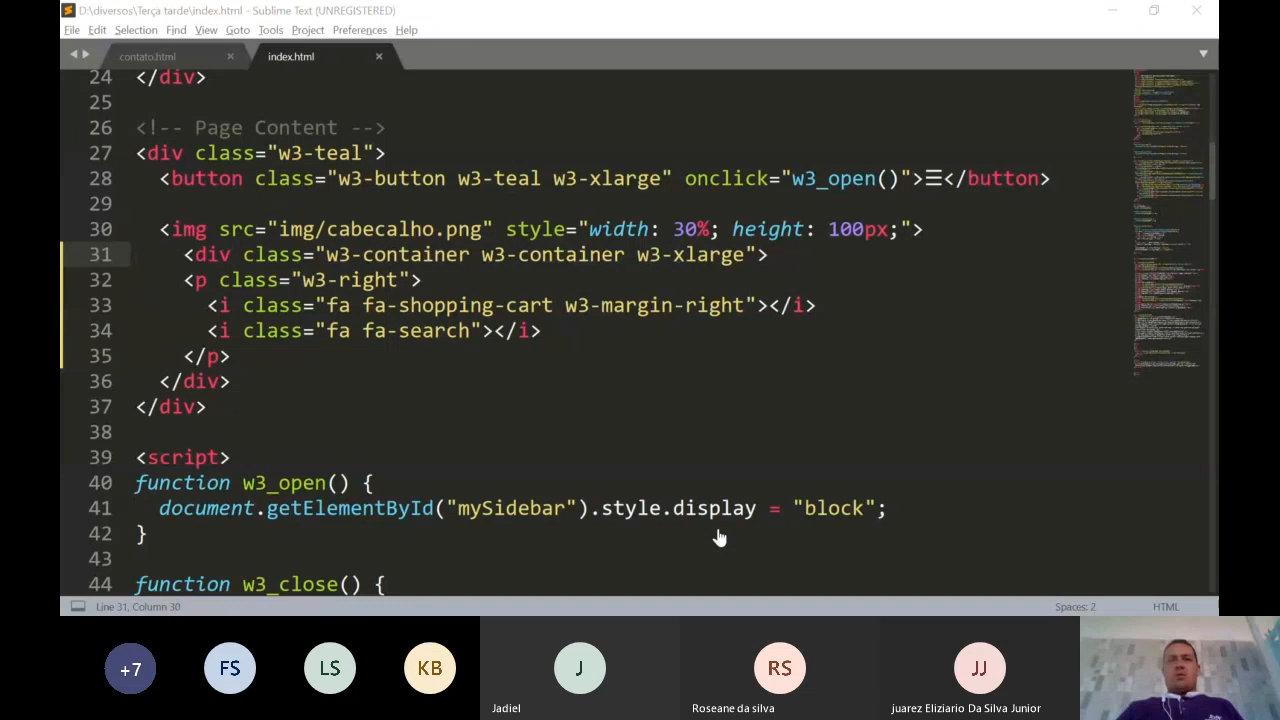 D:\diversos\Terça tarde\index.html - Sublime Text (UNREGISTERED)
File Edit Selection Find View Goto Tools Project Preferences Help
contato.html
index.html
24 </div>
25
26 <!-- Page Content -->
27 <div class="w3-teal">
28 <button class="w3-button w3-teal w3-xlarge" onclick="w3_open()">☰</button>
29
30 <img src="img/cabecalho.png" style="width: 30%; height: 100px;">
31 <div class="w3-container w3-container w3-xlarge">
32 <p class="w3-right">
33 <i class="fa fa-shopping-cart w3-margin-right"></i>
34 <i class="fa fa-search"></i>
35 </p>
36 </div>
37 </div>
38
39 <script>
40 function w3_open() {
41 document.getElementById("mySidebar").style.display = "block";
42 }
43
44 function w3_close() {
Line 31, Column 30
Spaces: 2
HTML
+7
FS
LS
KB
J
RS
JJ
Jadiel
Roseane da silva
juarez Eliziario Da Silva Junior